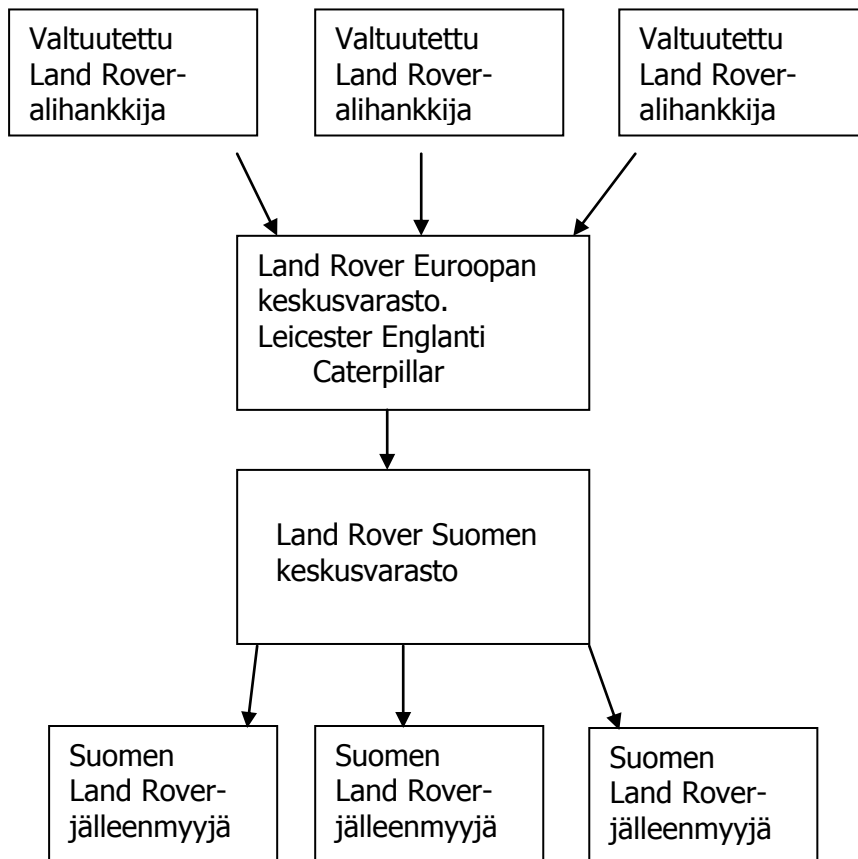 Valtuutettu
Land Rover-
alihankkija
Valtuutettu
Land Rover-
alihankkija
Valtuutettu
Land Rover-
alihankkija
Land Rover Euroopan
keskusvarasto.
Leicester Englanti
Caterpillar
Land Rover Suomen
keskusvarasto
Suomen
Land Rover-
jälleenmyyjä
Suomen
Land Rover-
jälleenmyyjä
Suomen
Land Rover-
jälleenmyyjä